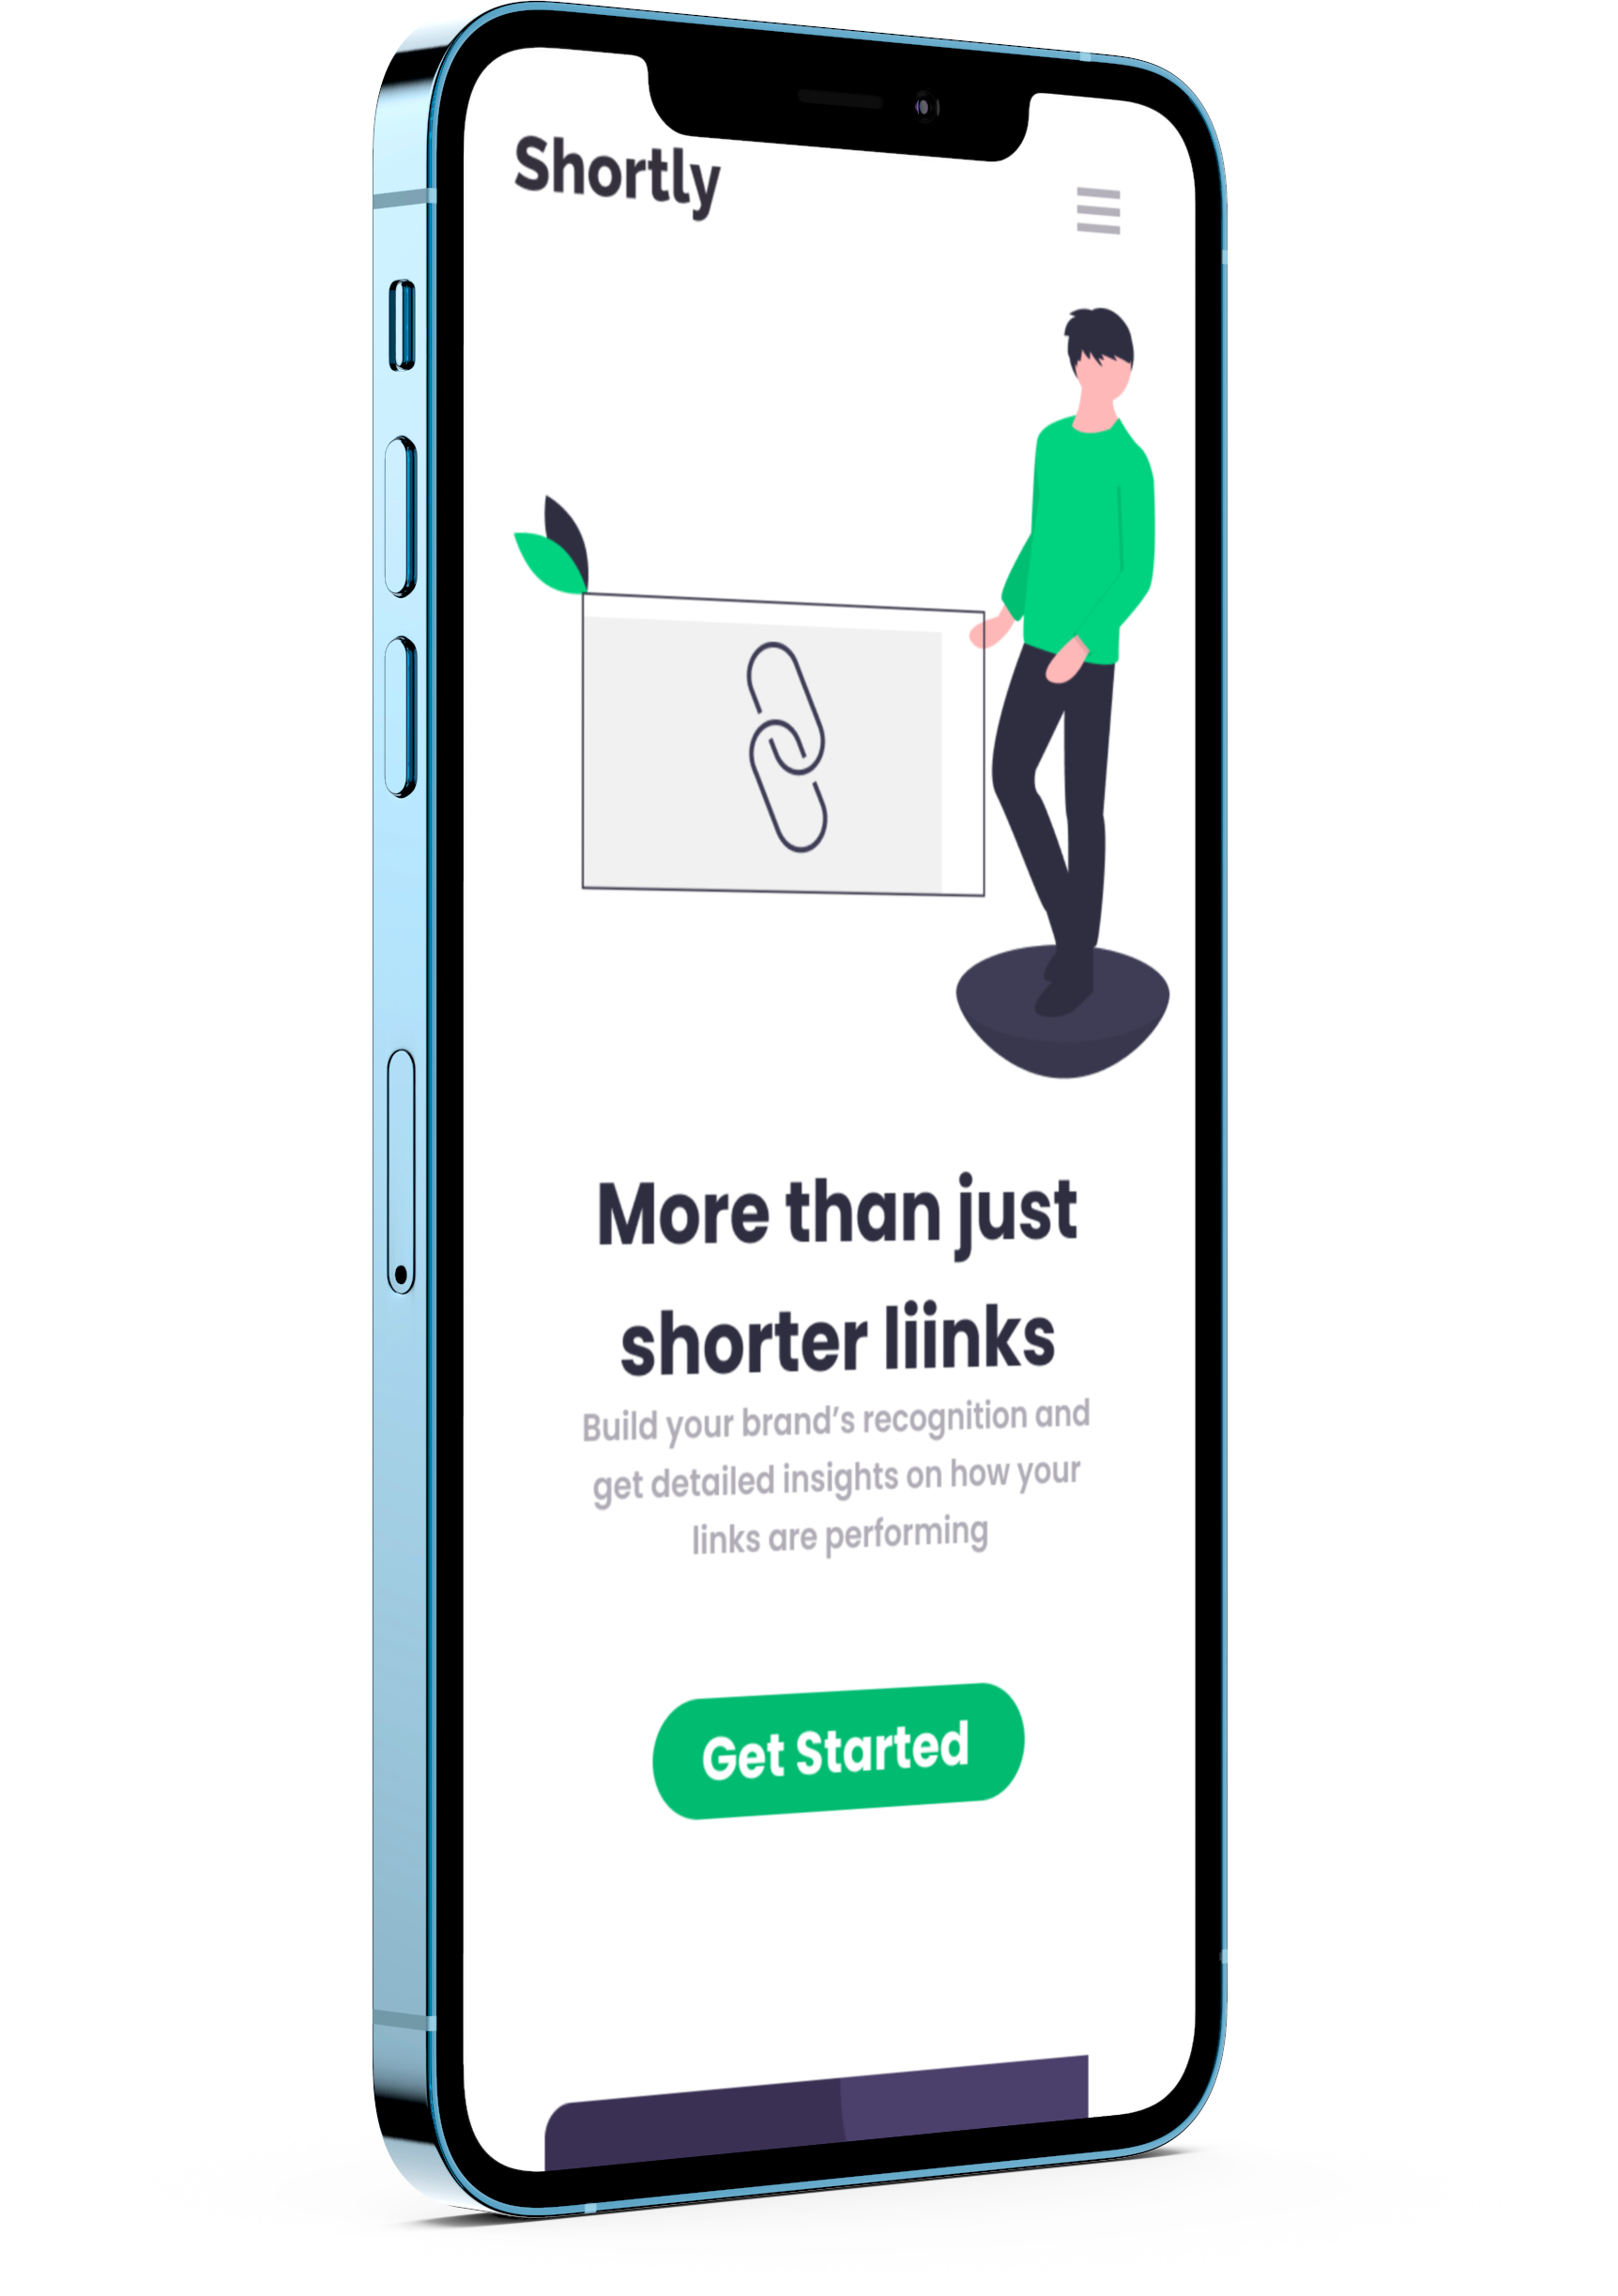 Shortly
More than just
shorter liinks
Build your brand’s recognition and
get detailed insights on how your
links are performing
Get Started